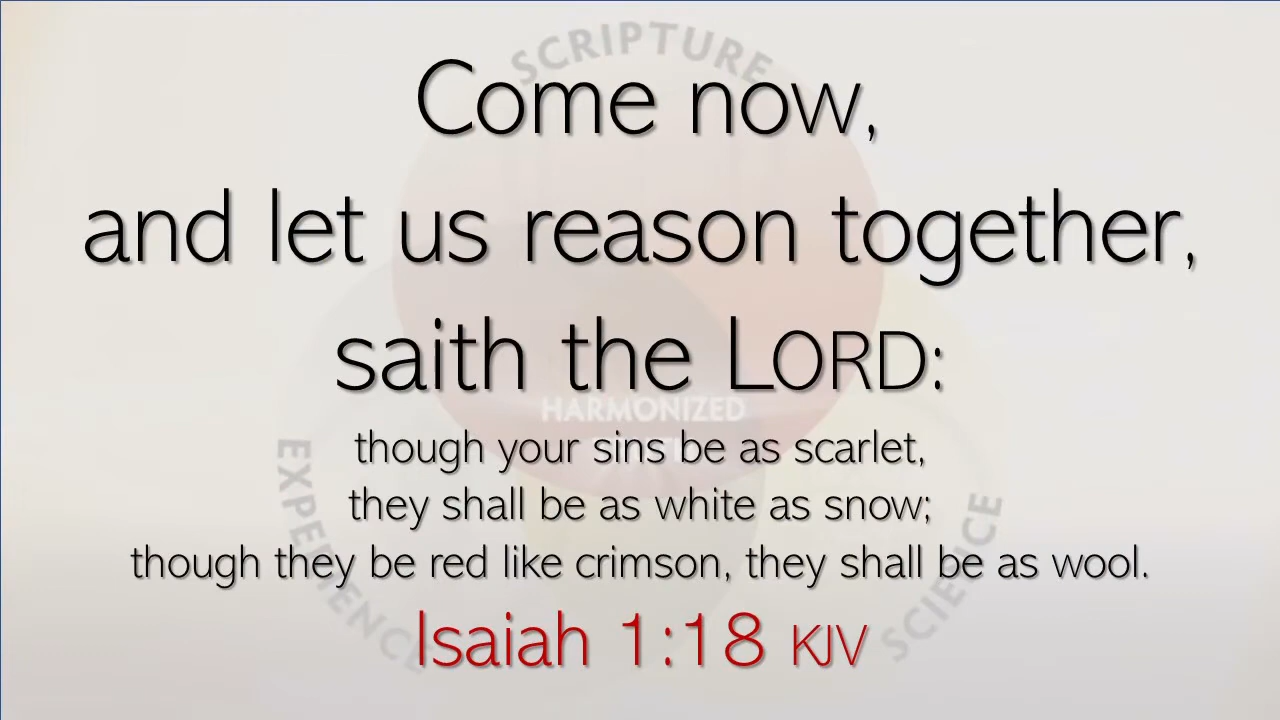 SCRIPTURE
Come now,
and let us reason together,
saith the LORD:
HARMONIZED
though your sins be as scarlet,
they shall be as white as snow;
though they be red like crimson, they shall be as wool.
EXPERIENCE
SCIENCE
Isaiah 1:18 KJV